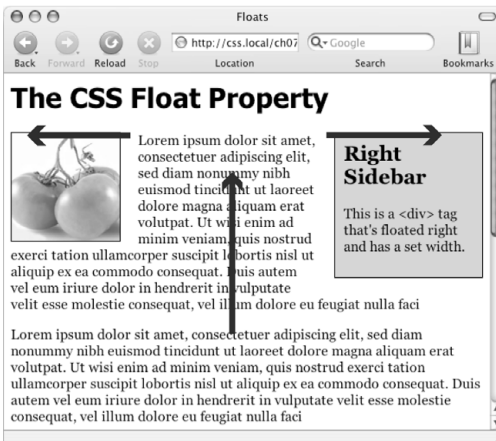 Floats
http://css.local/ch07
Google
Back Forward Reload Stop Location Search Bookmarks
The CSS Float Property
Lorem ipsum dolor sit amet,
consectetuer adipiscing elit,
sed diam nonummy nibh
euismod tincidunt ut laoreet
dolore magna aliquam erat
volutpat. Ut wisi enim ad
minim veniam, quis nostrud
exerci tation ullamcorper suscipit lobortis nisl ut
aliquip ex ea commodo consequat. Duis autem
vel eum iriure dolor in hendrerit in vulputate
velit esse molestie consequat, vel illum dolore eu feugiat nulla faci
Right
Sidebar
This is a <div> tag
that's floated right
and has a set width.
Lorem ipsum dolor sit amet, consectetuer adipiscing elit, sed diam
nonummy nibh euismod tincidunt ut laoreet dolore magna aliquam erat
volutpat. Ut wisi enim ad minim veniam, quis nostrud exerci tation
ullamcorper suscipit lobortis nisl ut aliquip ex ea commodo consequat. Duis
autem vel eum iriure dolor in hendrerit in vulputate velit esse molestie
consequat, vel illum dolore eu feugiat nulla faci